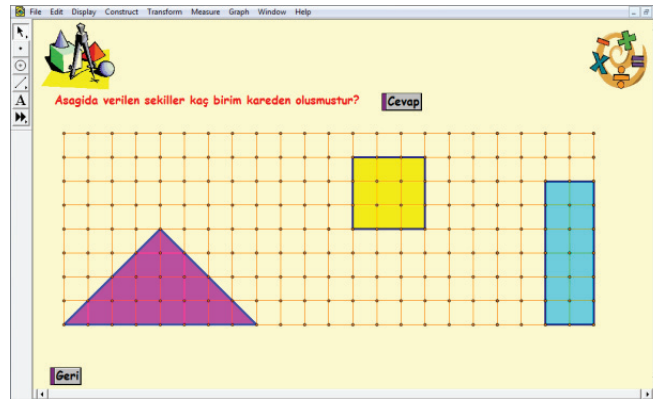 File Edit Display Construct Transform Measure Graph Window Help
A
Asagida verilen sekiller kaç birim kareden olusmustur?
Cevap
Geri